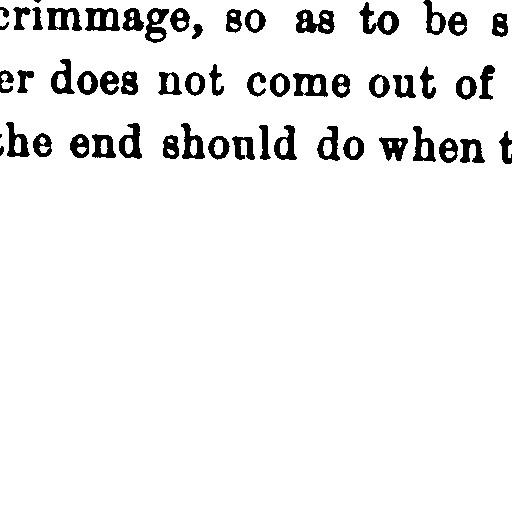 crimmage, so as to be s
er does not come out of
the end should do when t